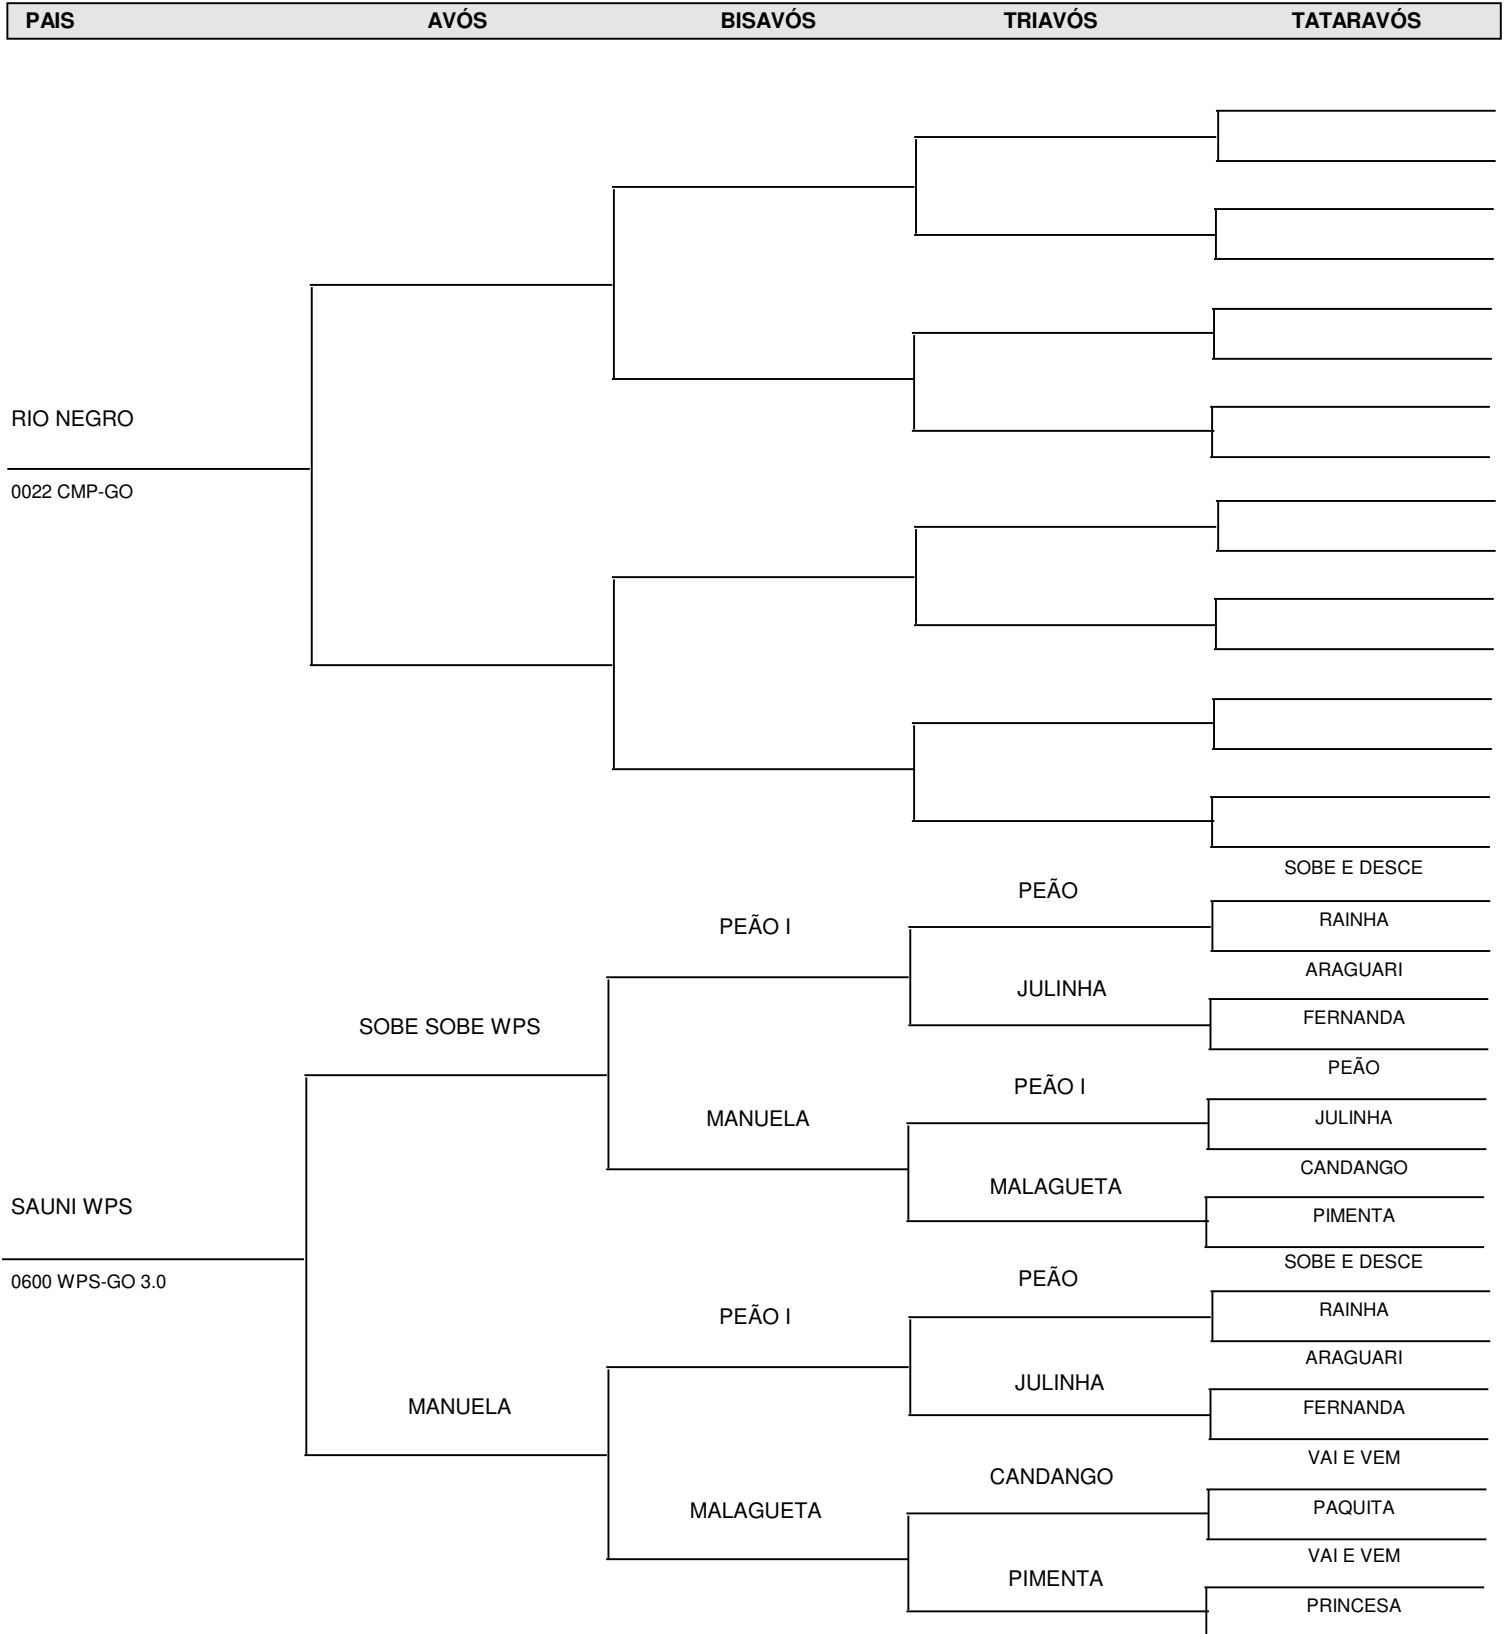 PAIS AVÓS BISAVÓS TRIAVÓS TATARAVÓS
RIO NEGRO
0022 CMP-GO
SOBE E DESCE
PEÃO
RAINHA
PEÃO I
ARAGUARI
JULINHA
FERNANDA
SOBE SOBE WPS
PEÃO
PEÃO I
JULINHA
MANUELA
CANDANGO
MALAGUETA
SAUNI WPS
PIMENTA
SOBE E DESCE
0600 WPS-GO 3.0
PEÃO
RAINHA
PEÃO I
ARAGUARI
JULINHA
MANUELA
FERNANDA
VAI E VEM
CANDANGO
PAQUITA
MALAGUETA
VAI E VEM
PIMENTA
PRINCESA